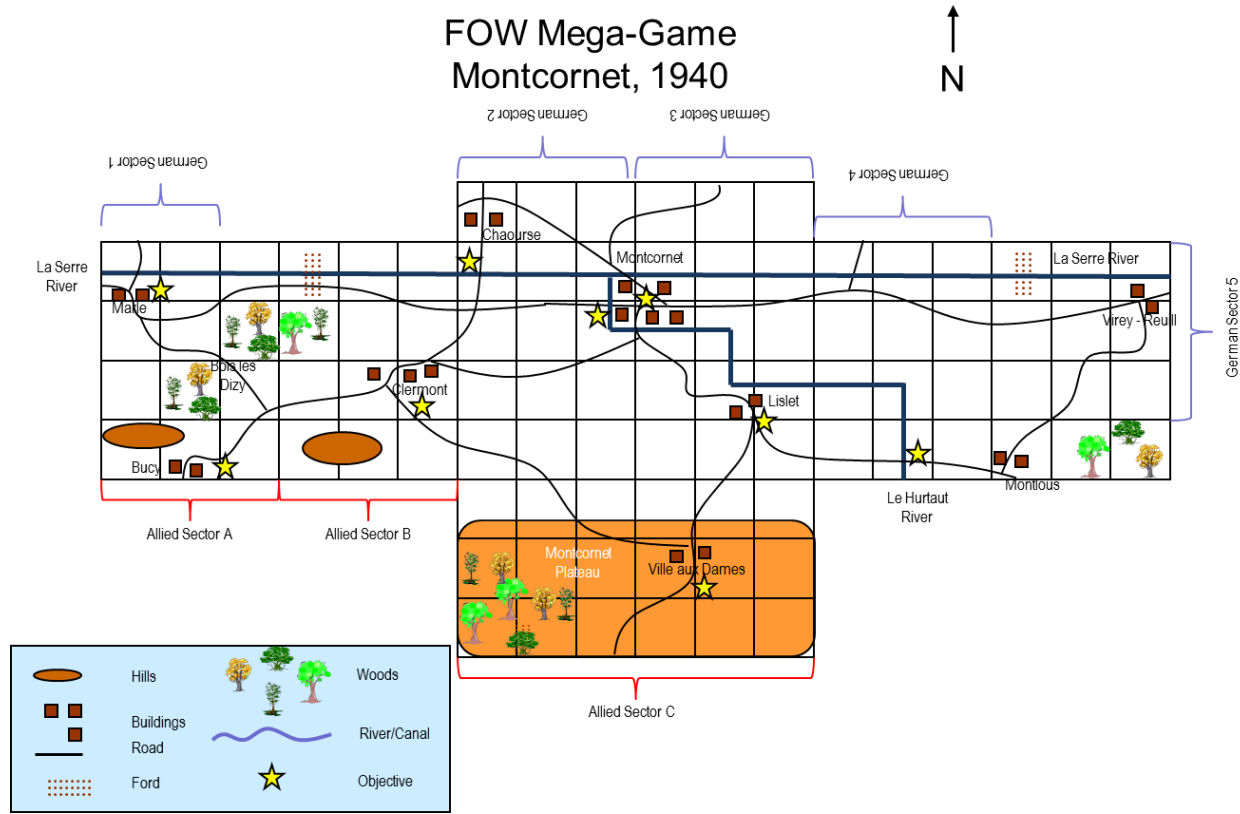 FOW Mega-Game
Montcornet, 1940
N
German Sector 2
German Sector 3
German Sector 1
German Sector 4
Chaourse
Montcornet
La Serre
River
La Serre River
Marle
Virey - Reuill
German Sector 5
Bois les
Dizy
Clermont
Lislet
Bucy
Montlous
Le Hurtaut
River
Allied Sector A
Allied Sector B
Montcornet
Plateau
Ville aux Dames
Allied Sector C
Hills
Woods
Buildings
River/Canal
Road
Ford
Objective